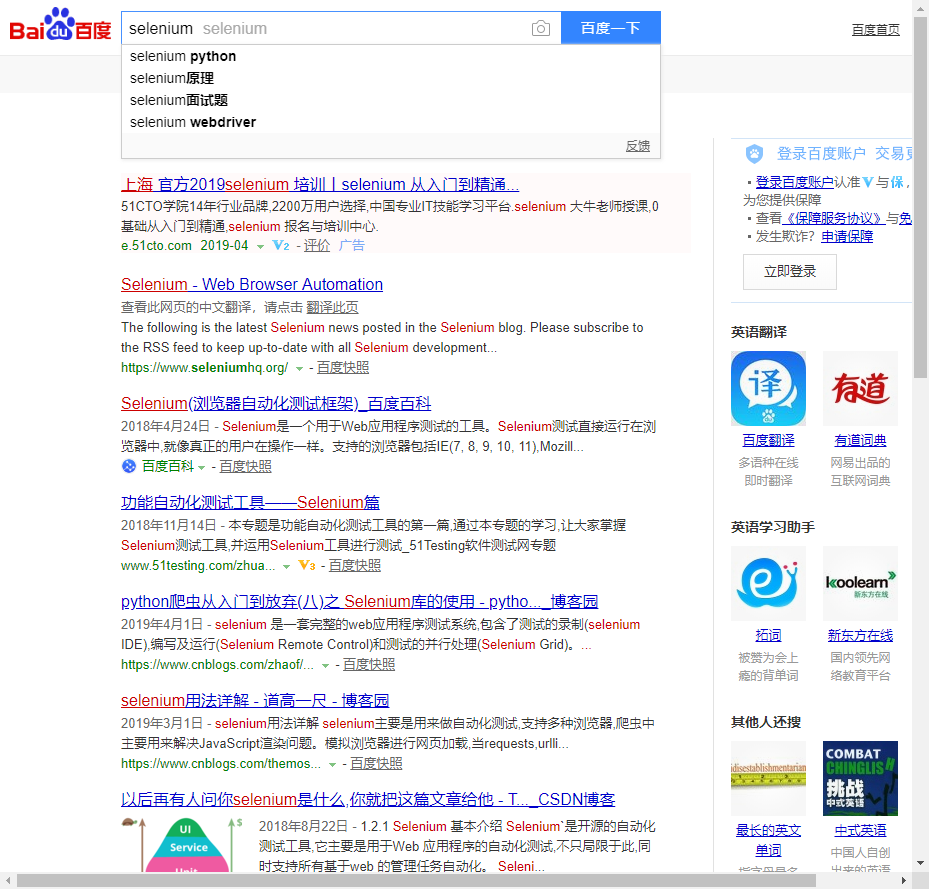 Bai du 百度
selenium selenium
百度一下
百度首页
selenium python
selenium原理
selenium面试题
selenium webdriver
反馈
上海 官方2019selenium 培训丨selenium 从入门到精通...
51CTO学院14年行业品牌,2200万用户选择,中国专业IT技能学习平台.selenium 大牛老师授课,0
基础从入门到精通,selenium 报名与培训中心.
e.51cto.com 2019-04 V2 - 评价 广告
Selenium - Web Browser Automation
查看此网页的中文翻译，请点击 翻译此页
The following is the latest Selenium news posted in the Selenium blog. Please subscribe to
the RSS feed to keep up-to-date with all Selenium development...
https://www.seleniumhq.org/ - 百度快照
Selenium(浏览器自动化测试框架)_百度百科
2018年4月24日 - Selenium是一个用于Web应用程序测试的工具。Selenium测试直接运行在浏
览器中,就像真正的用户在操作一样。支持的浏览器包括IE(7, 8, 9, 10, 11),Mozill...
百度百科 - 百度快照
功能自动化测试工具——Selenium篇
2018年11月14日 - 本专题是功能自动化测试工具的第一篇,通过本专题的学习,让大家掌握
Selenium测试工具,并运用Selenium工具进行测试_51Testing软件测试网专题
www.51testing.com/zhua... V3 - 百度快照
python爬虫从入门到放弃(八)之 Selenium库的使用 - pytho..._博客园
2019年4月1日 - selenium 是一套完整的web应用程序测试系统,包含了测试的录制(selenium
IDE),编写及运行(Selenium Remote Control)和测试的并行处理(Selenium Grid)。...
https://www.cnblogs.com/zhaof/... - 百度快照
selenium用法详解 - 道高一尺 - 博客园
2019年3月1日 - selenium用法详解 selenium主要是用来做自动化测试,支持多种浏览器,爬虫中
主要用来解决JavaScript渲染问题。模拟浏览器进行网页加载,当requests,urlli...
https://www.cnblogs.com/themos... - 百度快照
以后再有人问你selenium是什么,你就把这篇文章给他 - T..._CSDN博客
2018年8月22日 - 1.2.1 Selenium 基本介绍 Selenium`是开源的自动化
测试工具,它主要是用于Web 应用程序的自动化测试,不只局限于此,同
时支持所有基于web 的管理任务自动化。 Seleni...
UI
Service
$
登录百度账户 交易
登录百度账户认准V与保，
为您提供保障
查看《保障服务协议》与免
发生欺诈？申请保障
立即登录
英语翻译
译
有道
百度翻译
有道词典
多语种在线
即时翻译
网易出品的
互联网词典
英语学习助手
koolearn
新东方在线
拓词
新东方在线
被赞为会上
瘾的背单词
国内领先网
络教育平台
其他人还搜
disestablishmentarian
COMBAT
CHINGLISH
挑战
中式英语
最长的英文
单词
中式英语
中国人自创